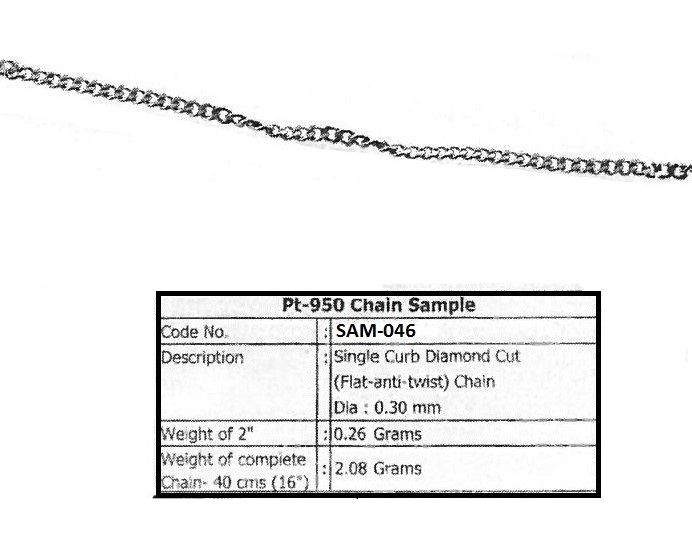 Pt-950 Chain Sample
Code No. : SAM-046
Description : Single Curb Diamond Cut
(Flat-anti-twist) Chain
Dia : 0.30 mm
Weight of 2" : 0.26 Grams
Weight of complete
Chain- 40 cms (16") : 2.08 Grams